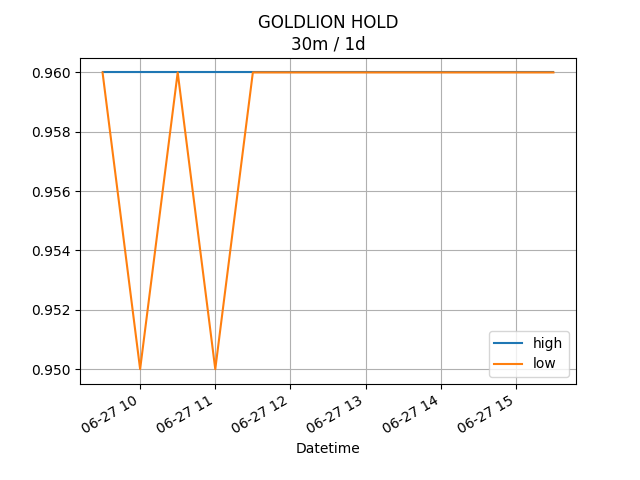 GOLDLION HOLD
30m / 1d
0.960
0.958
0.956
0.954
0.952
0.950
high
low
06-27 10
06-27 11
06-27 12
06-27 13
06-27 14
06-27 15
Datetime